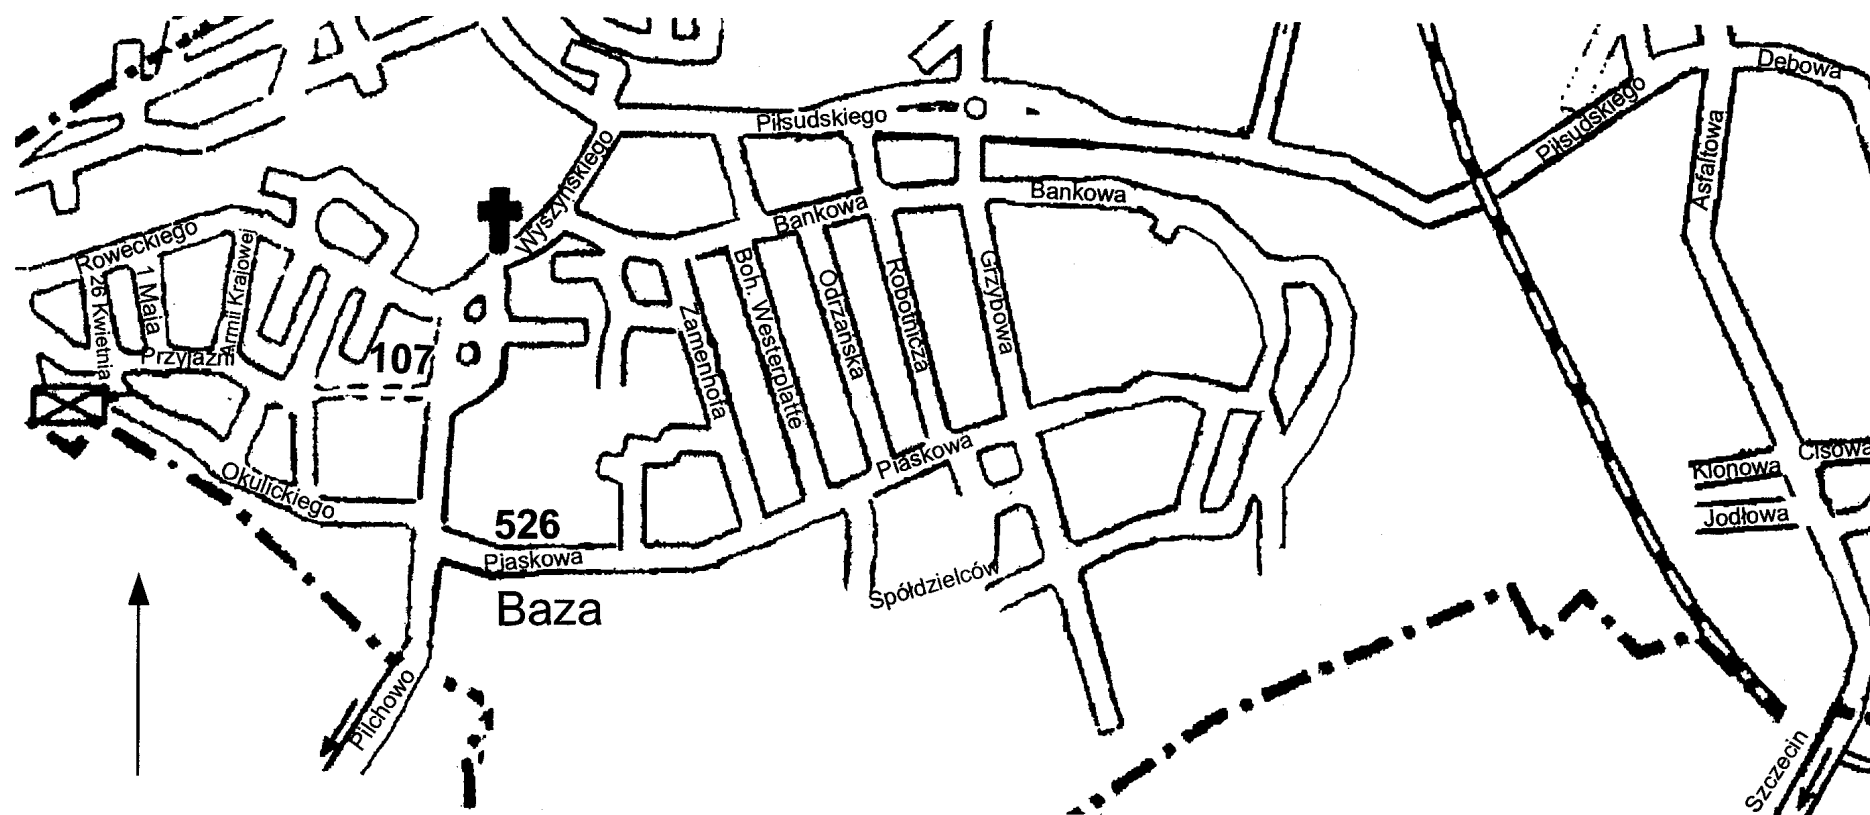 Dębowa
Piłsudskiego
Piłsudskiego
Asfaltowa
Wyszyńskiego
Bankowa
Bankowa
Roweckiego
Armii Krajowej
1 Maja
26 Kwietnia
Przyjaźni
107
Boh. Westerplatte
Odrzańska
Robotnicza
Grzybowa
Zamenhofa
Piaskowa
Cisowa
Klonowa
Jodłowa
Okulickiego
526
Piaskowa
Baza
Spółdzielców
Pilchowo
Szczecin